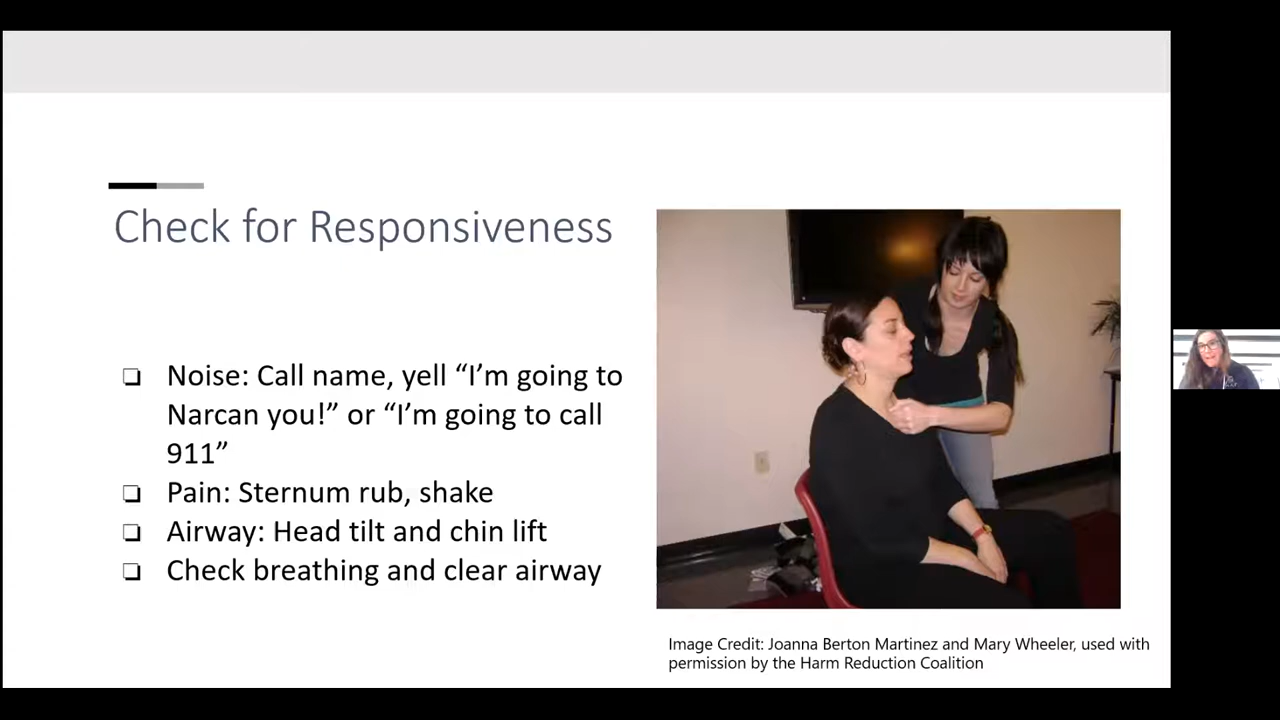 Check for Responsiveness
Noise: Call name, yell “I’m going to
Narcan you!” or “I’m going to call
911”
Pain: Sternum rub, shake
Airway: Head tilt and chin lift
Check breathing and clear airway
Image Credit: Joanna Berton Martinez and Mary Wheeler, used with
permission by the Harm Reduction Coalition